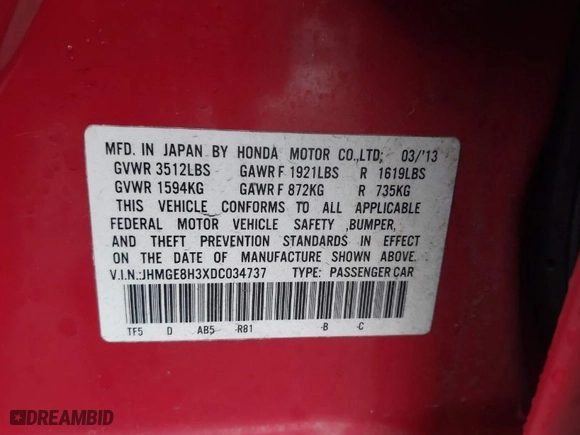 MFD. IN JAPAN BY HONDA MOTOR CO.,LTD; 03/'13
GVWR 3512LBS GAWR F 1921LBS R 1619LBS
GVWR 1594KG GAWR F 872KG R 735KG
THIS VEHICLE CONFORMS TO ALL APPLICABLE
FEDERAL MOTOR VEHICLE SAFETY ,BUMPER,
AND THEFT PREVENTION STANDARDS IN EFFECT
ON THE DATE OF MANUFACTURE SHOWN ABOVE.
V.I.N.:JHMGE8H3XDC034737 TYPE: PASSENGER CAR
TF5 D AB5 -R81 -B -C
DREAMBID